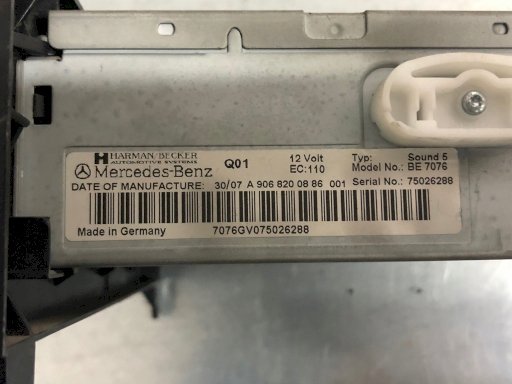 HARMAN/BECKER
AUTOMOTIVE SYSTEMS
Mercedes-Benz Q01 12 Volt EC:110 Typ: Sound 5 Model No.: BE 7076
DATE OF MANUFACTURE: 30/07 A 906 820 08 86 001 Serial No.: 75026288
Made in Germany 7076GV075026288